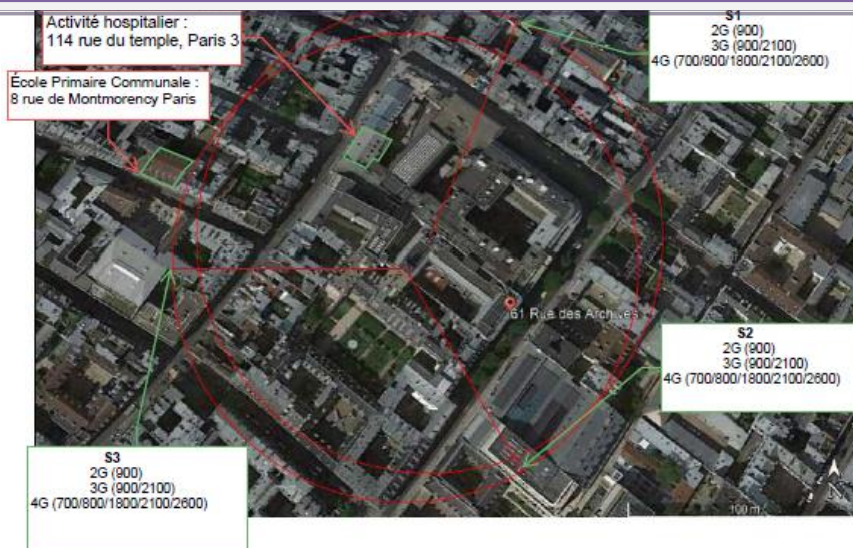 Activité hospitalier :
114 rue du temple, Paris 3
École Primaire Communale :
8 rue de Montmorency Paris
S1
2G (900)
3G (900/2100)
4G (700/800/1800/2100/2600)
61 Rue des Archives
S2
2G (900)
3G (900/2100)
4G (700/800/1800/2100/2600)
S3
2G (900)
3G (900/2100)
4G (700/800/1800/2100/2600)
N
100 m